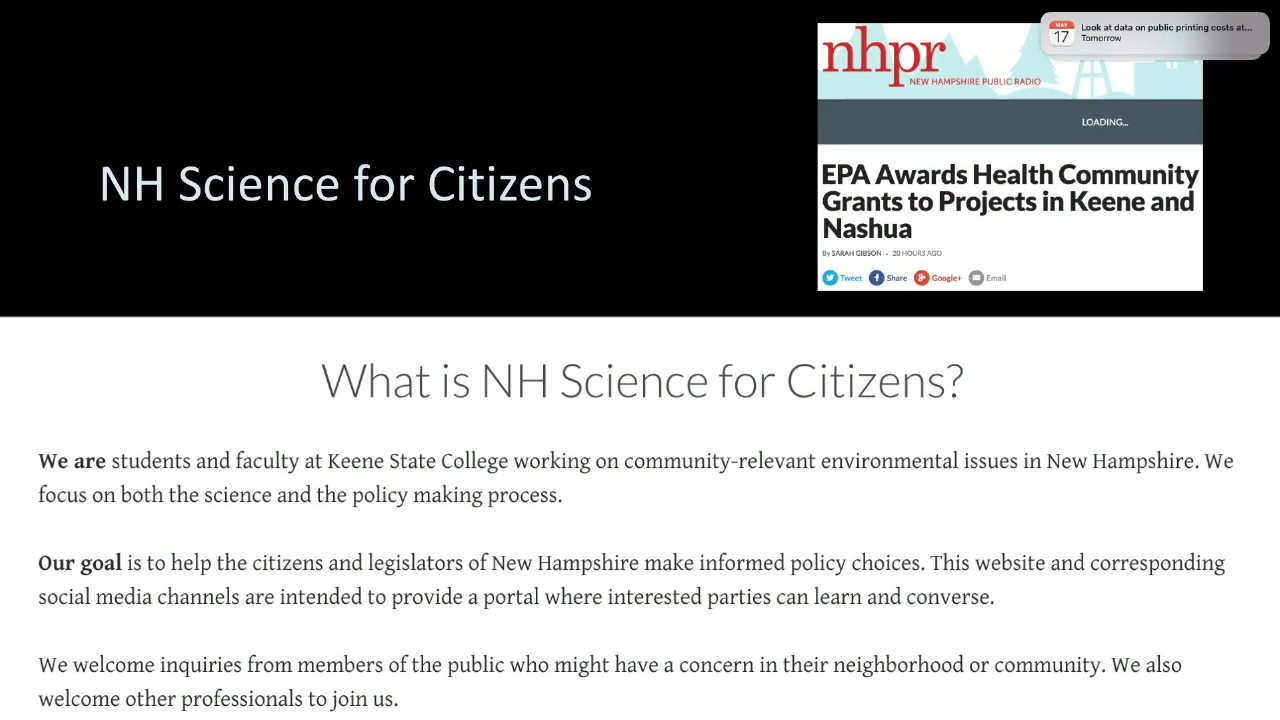 NH Science for Citizens
nhpr
NEW HAMPSHIRE PUBLIC RADIO
MAY
17
Look at data on public printing costs at...
Tomorrow
LOADING...
EPA Awards Health Community
Grants to Projects in Keene and
Nashua
By SARAH GIBSON • 20 HOURS AGO
Tweet Share Google+ Email
What is NH Science for Citizens?
We are students and faculty at Keene State College working on community-relevant environmental issues in New Hampshire. We
focus on both the science and the policy making process.
Our goal is to help the citizens and legislators of New Hampshire make informed policy choices. This website and corresponding
social media channels are intended to provide a portal where interested parties can learn and converse.
We welcome inquiries from members of the public who might have a concern in their neighborhood or community. We also
welcome other professionals to join us.